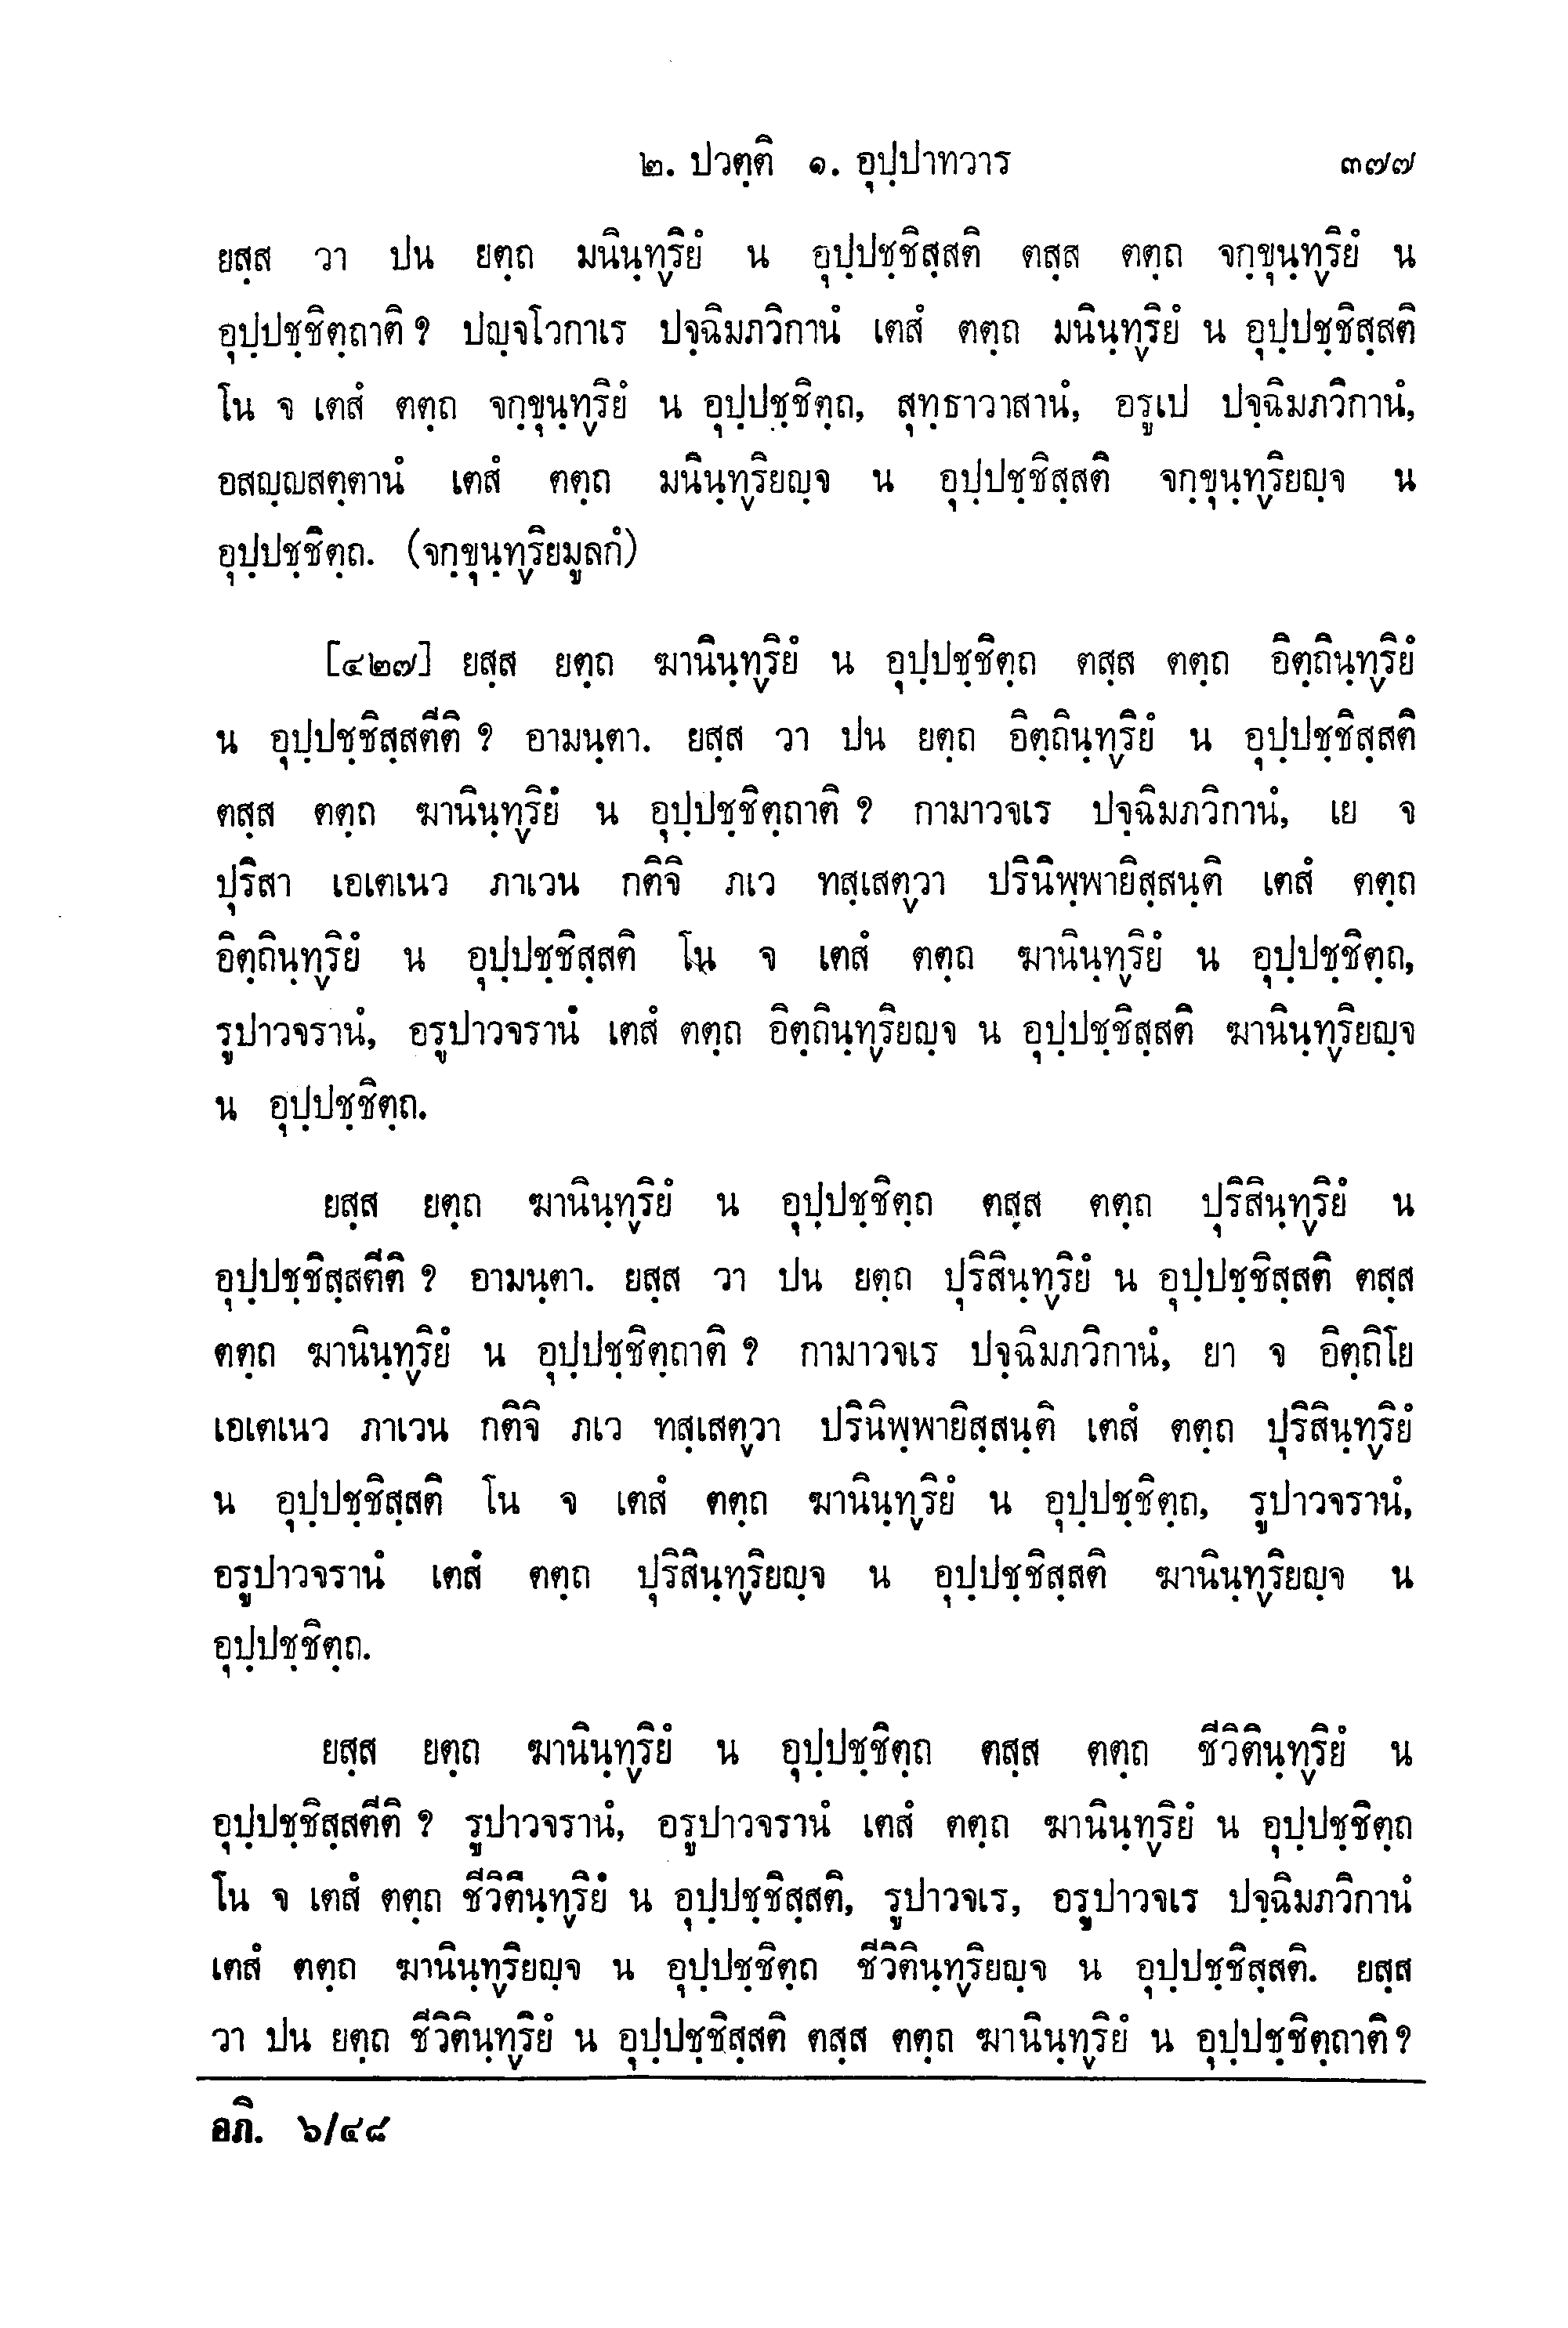 ๒. ปวตฺติ ๑. อุปฺปาทวาร ๓๗๗
ยสฺส วา ปน ยตฺถ มนินฺทฺริยํ น อุปฺปชฺชิสฺสติ ตสฺส ตตฺถ จกฺขุนฺทฺริยํ น
อุปฺปชฺชิตฺถาติ ? ปญฺจโวกาเร ปจฺฉิมภวิกานํ เตสํ ตตฺถ มนินฺทฺริยํ น อุปฺปชฺชิสฺสติ
โน จ เตสํ ตตฺถ จกฺขุนฺทฺริยํ น อุปฺปชฺชิตฺถ, สุทฺธาวาสานํ, อรูเป ปจฺฉิมภวิกานํ,
อสญฺญสตฺตานํ เตสํ ตตฺถ มนินฺทฺริยญฺจ น อุปฺปชฺชิสฺสติ จกฺขุนฺทฺริยญฺจ น
อุปฺปชฺชิตฺถ. (จกฺขุนฺทฺริยมูลกํ)
[๔๒๗] ยสฺส ยตฺถ ฆานินฺทฺริยํ น อุปฺปชฺชิตฺถ ตสฺส ตตฺถ อิตฺถินฺทฺริยํ
น อุปฺปชฺชิสฺสตีติ ? อามนฺตา. ยสฺส วา ปน ยตฺถ อิตฺถินฺทฺริยํ น อุปฺปชฺชิสฺสติ
ตสฺส ตตฺถ ฆานินฺทฺริยํ น อุปฺปชฺชิตฺถาติ ? กามาวจเร ปจฺฉิมภวิกานํ, เย จ
ปุริสา เอเตเนว ภาเวน กติจิ ภเว ทสฺเสตฺวา ปรินิพฺพายิสฺสนฺติ เตสํ ตตฺถ
อิตฺถินฺทฺริยํ น อุปฺปชฺชิสฺสติ โน จ เตสํ ตตฺถ ฆานินฺทฺริยํ น อุปฺปชฺชิตฺถ,
รูปาวจรานํ, อรูปาวจรานํ เตสํ ตตฺถ อิตฺถินฺทฺริยญฺจ น อุปฺปชฺชิสฺสติ ฆานินฺทฺริยญฺจ
น อุปฺปชฺชิตฺถ.
ยสฺส ยตฺถ ฆานินฺทฺริยํ น อุปฺปชฺชิตฺถ ตสฺส ตตฺถ ปุริสินฺทฺริยํ น
อุปฺปชฺชิสฺสตีติ ? อามนฺตา. ยสฺส วา ปน ยตฺถ ปุริสินฺทฺริยํ น อุปฺปชฺชิสฺสติ ตสฺส
ตตฺถ ฆานินฺทฺริยํ น อุปฺปชฺชิตฺถาติ ? กามาวจเร ปจฺฉิมภวิกานํ, ยา จ อิตฺถิโย
เอเตเนว ภาเวน กติจิ ภเว ทสฺเสตฺวา ปรินิพฺพายิสฺสนฺติ เตสํ ตตฺถ ปุริสินฺทฺริยํ
น อุปฺปชฺชิสฺสติ โน จ เตสํ ตตฺถ ฆานินฺทฺริยํ น อุปฺปชฺชิตฺถ, รูปาวจรานํ,
อรูปาวจรานํ เตสํ ตตฺถ ปุริสินฺทฺริยญฺจ น อุปฺปชฺชิสฺสติ ฆานินฺทฺริยญฺจ น
อุปฺปชฺชิตฺถ.
ยสฺส ยตฺถ ฆานินฺทฺริยํ น อุปฺปชฺชิตฺถ ตสฺส ตตฺถ ชีวิตินฺทฺริยํ น
อุปฺปชฺชิสฺสตีติ ? รูปาวจรานํ, อรูปาวจรานํ เตสํ ตตฺถ ฆานินฺทฺริยํ น อุปฺปชฺชิตฺถ
โน จ เตสํ ตตฺถ ชีวิตินฺทฺริยํ น อุปฺปชฺชิสฺสติ, รูปาวจเร, อรูปาวจเร ปจฺฉิมภวิกานํ
เตสํ ตตฺถ ฆานินฺทฺริยญฺจ น อุปฺปชฺชิตฺถ ชีวิตินฺทฺริยญฺจ น อุปฺปชฺชิสฺสติ. ยสฺส
วา ปน ยตฺถ ชีวิตินฺทฺริยํ น อุปฺปชฺชิสฺสติ ตสฺส ตตฺถ ฆานินฺทฺริยํ น อุปฺปชฺชิตฺถาติ ?
อภิ. ๖/๔๘